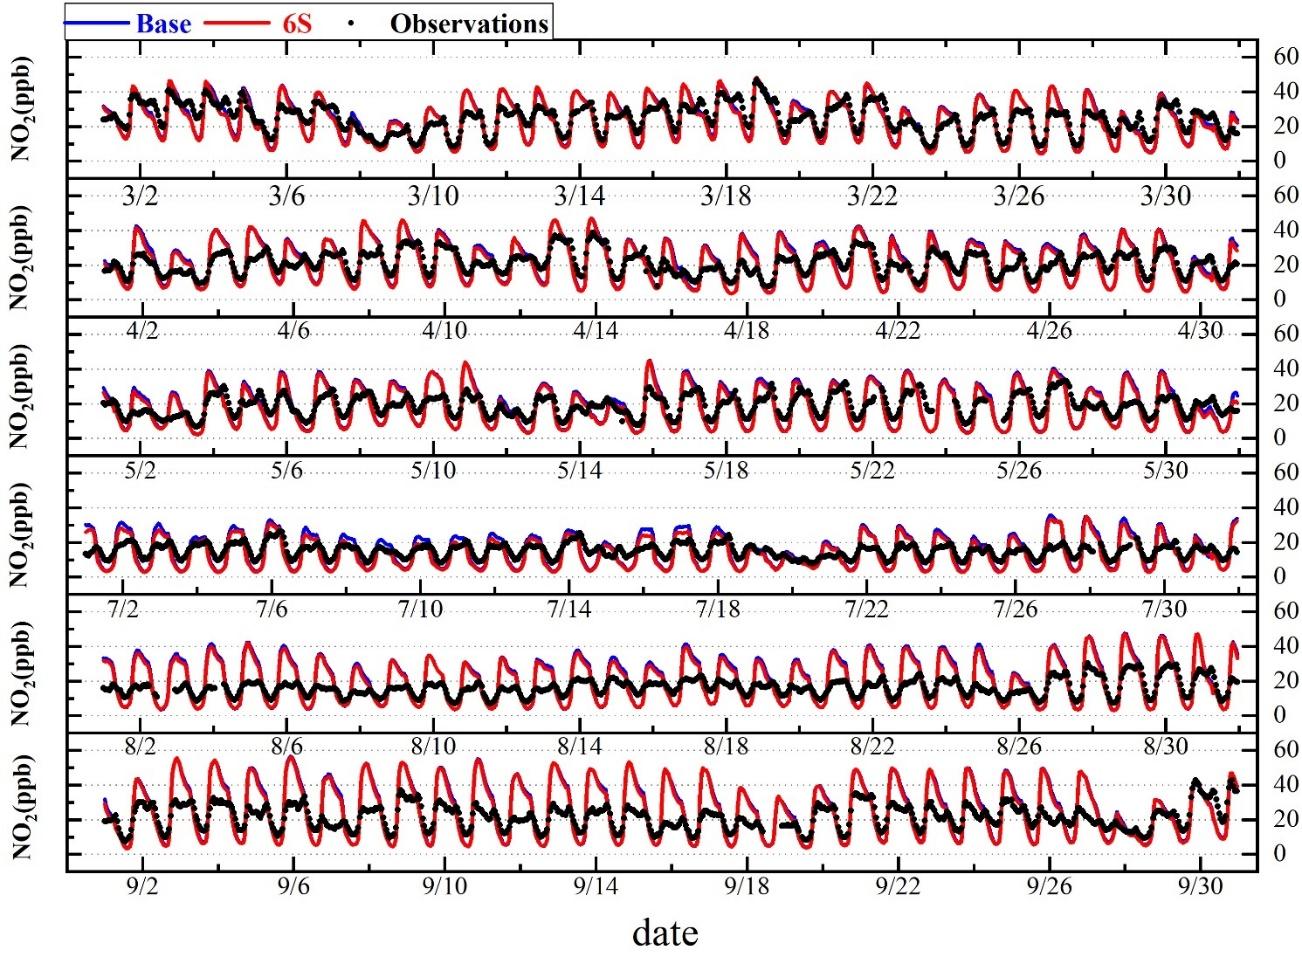 Base 6S Observations
NO2(ppb)
60
40
20
0
3/2 3/6 3/10 3/14 3/18 3/22 3/26 3/30
NO2(ppb)
60
40
20
0
4/2 4/6 4/10 4/14 4/18 4/22 4/26 4/30
NO2(ppb)
60
40
20
0
5/2 5/6 5/10 5/14 5/18 5/22 5/26 5/30
NO2(ppb)
60
40
20
0
7/2 7/6 7/10 7/14 7/18 7/22 7/26 7/30
NO2(ppb)
60
40
20
0
8/2 8/6 8/10 8/14 8/18 8/22 8/26 8/30
NO2(ppb)
60
40
20
0
9/2 9/6 9/10 9/14 9/18 9/22 9/26 9/30
date